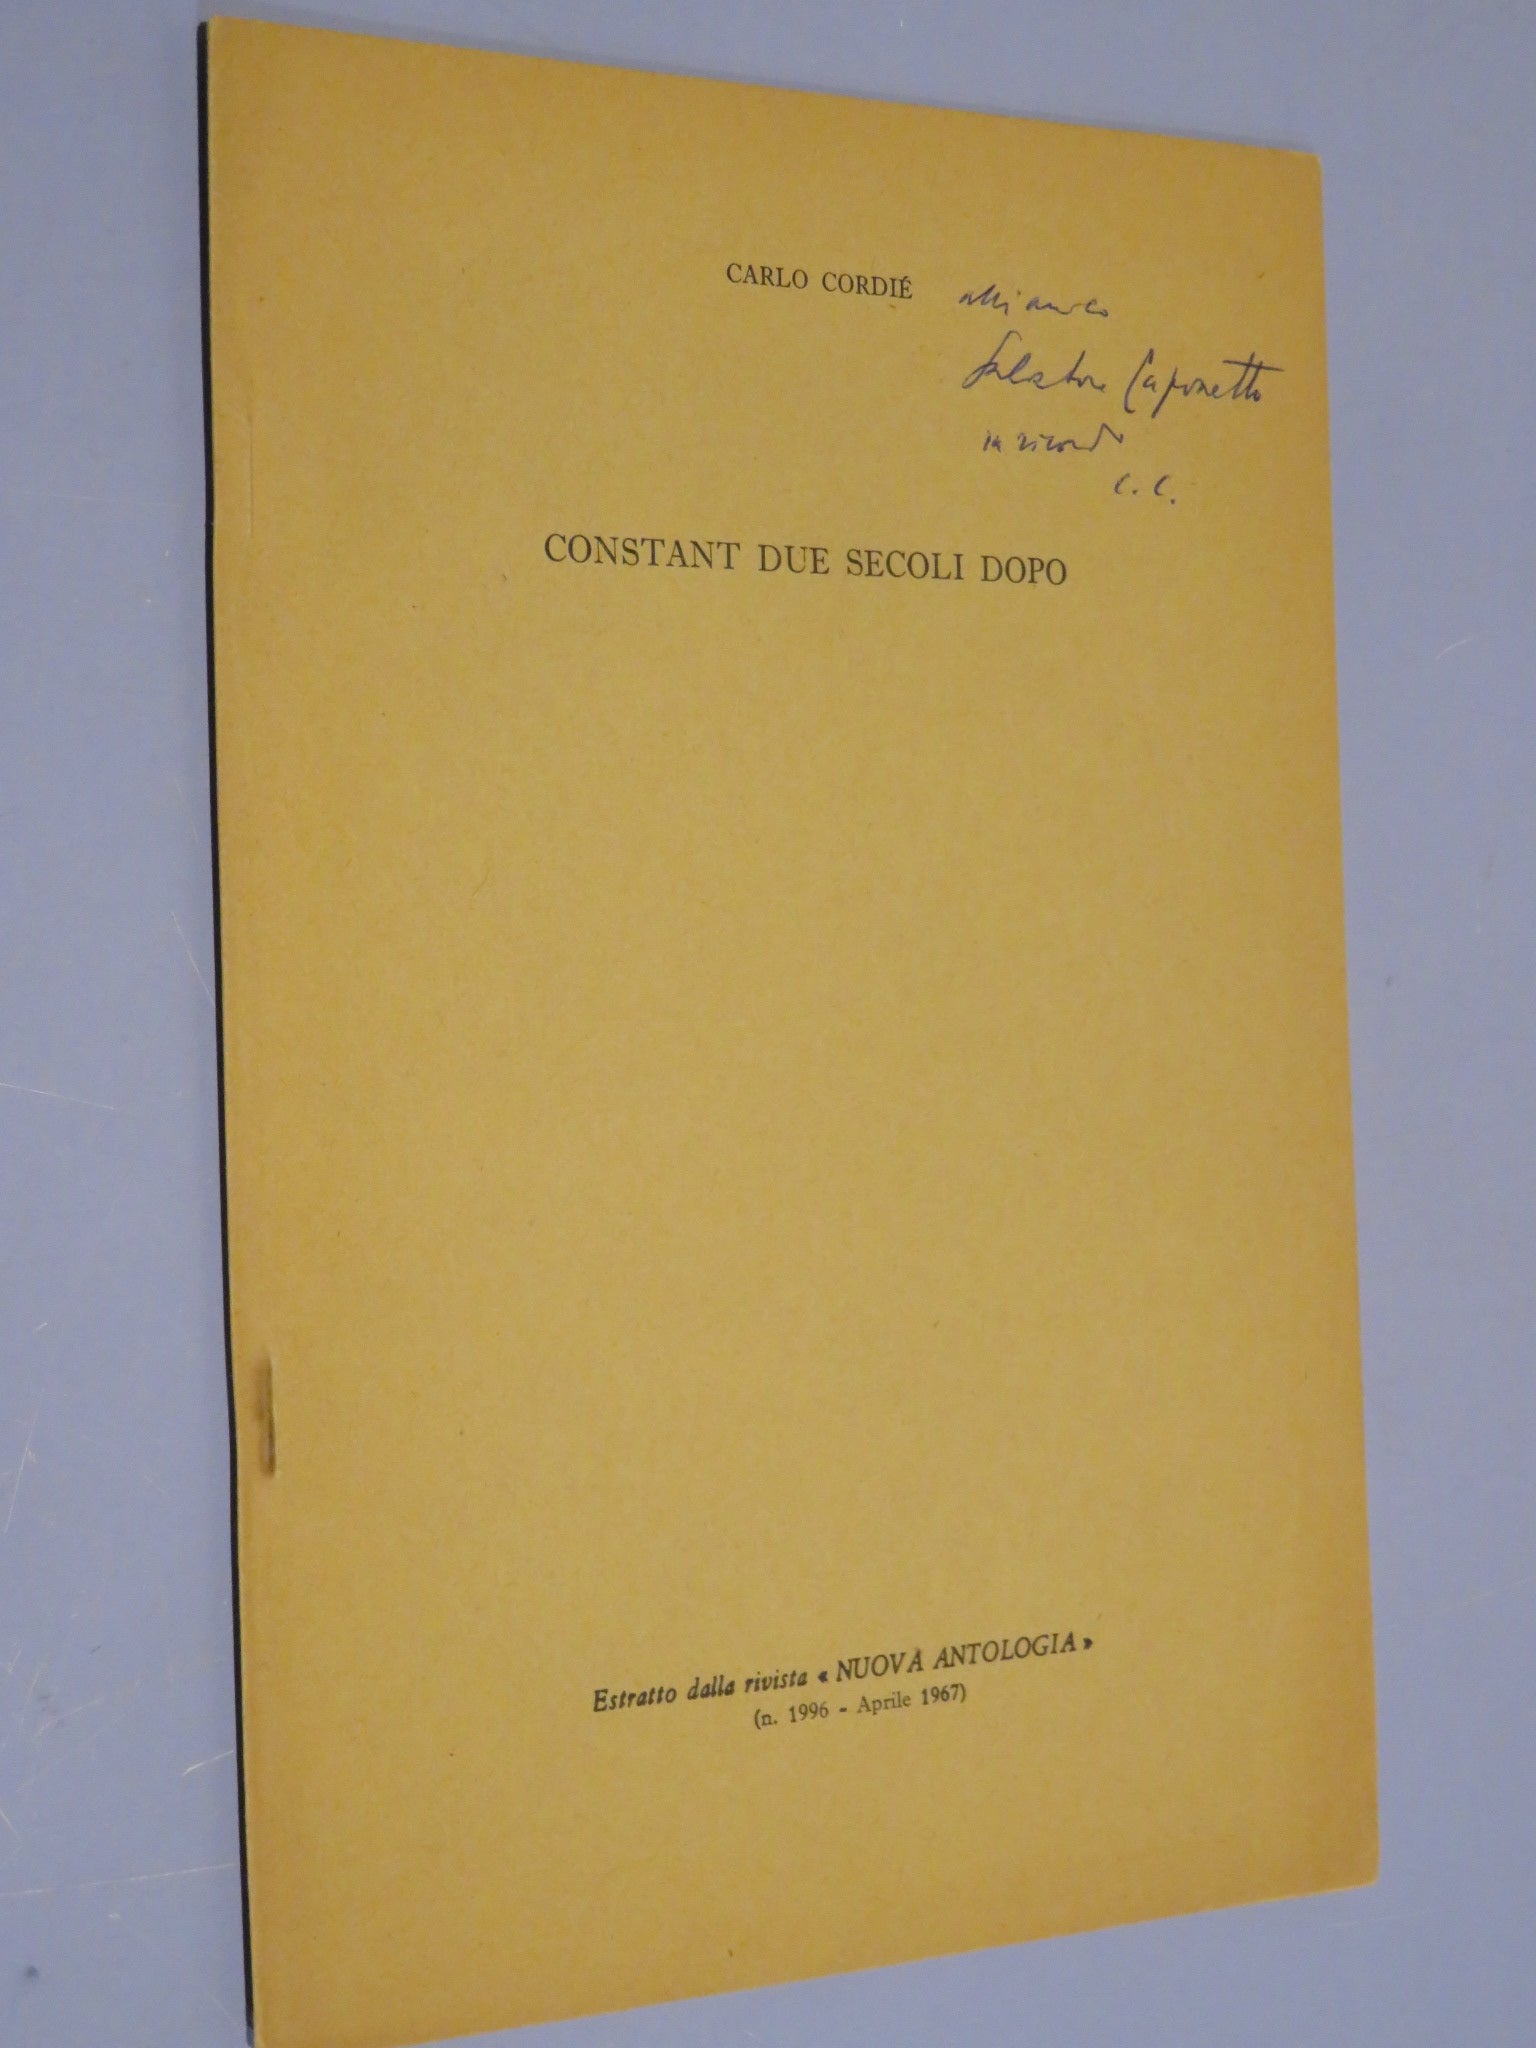 CARLO CORDIÉ
all'amico
Salvatore Caponetto
in ricordo
C. C.
CONSTANT DUE SECOLI DOPO
Estratto dalla rivista « NUOVA ANTOLOGIA »
(n. 1996 - Aprile 1967)